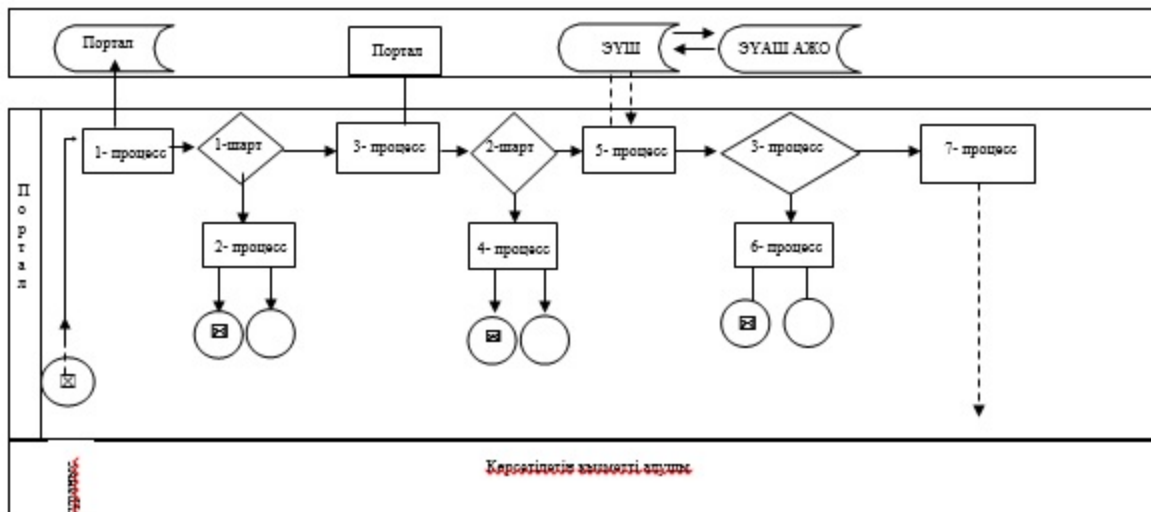 Портал
Портал
ЭҮШ
ЭҮАШ АЖО
Портал
1- процесс
1-шарт
3- процесс
2-шарт
5- процесс
3- процесс
7- процесс
2- процесс
4- процесс
6- процесс
Көрсетілетін қызметті алушы